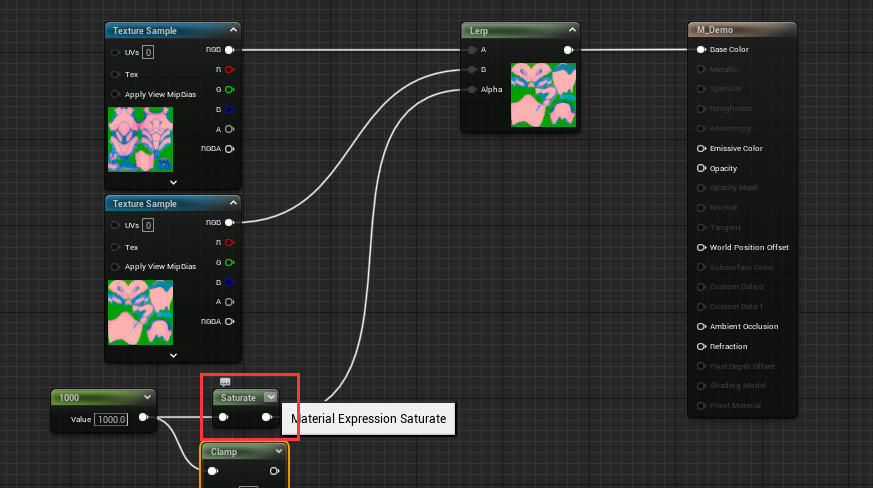 Texture Sample
UVs 0
Tex
Apply View MipBias
RGB
R
G
B
A
RGBA
Texture Sample
UVs 0
Tex
Apply View MipBias
RGB
R
G
B
A
RGBA
1000
Value 1000.0
Saturate
Material Expression Saturate
Clamp
Lerp
A
B
Alpha
M_Demo
Base Color
Metallic
Specular
Roughness
Anisotropy
Emissive Color
Opacity
Opacity Mask
Normal
Tangent
World Position Offset
Subsurface Color
Custom Data 0
Custom Data 1
Ambient Occlusion
Refraction
Pixel Depth Offset
Shading Model
Front Material